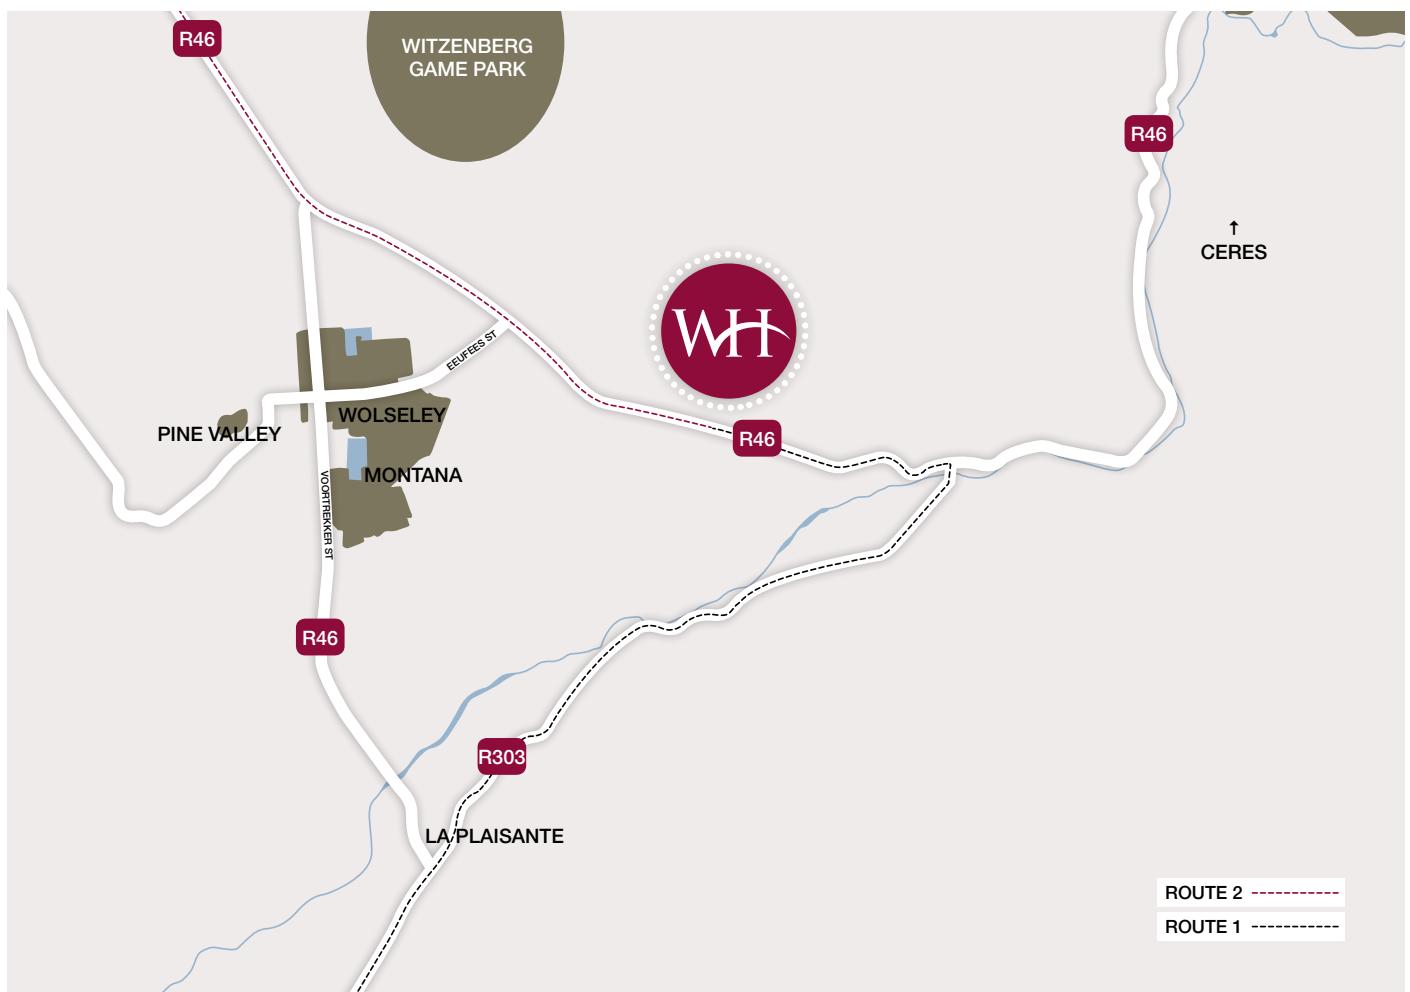 R46
WITZENBERG
GAME PARK
R46
↑
CERES
WH
EEUFEES ST
WOLSELEY
PINE VALLEY
R46
MONTANA
VOORTREKKER ST
R46
R303
LA PLAISANTE
ROUTE 2
ROUTE 1